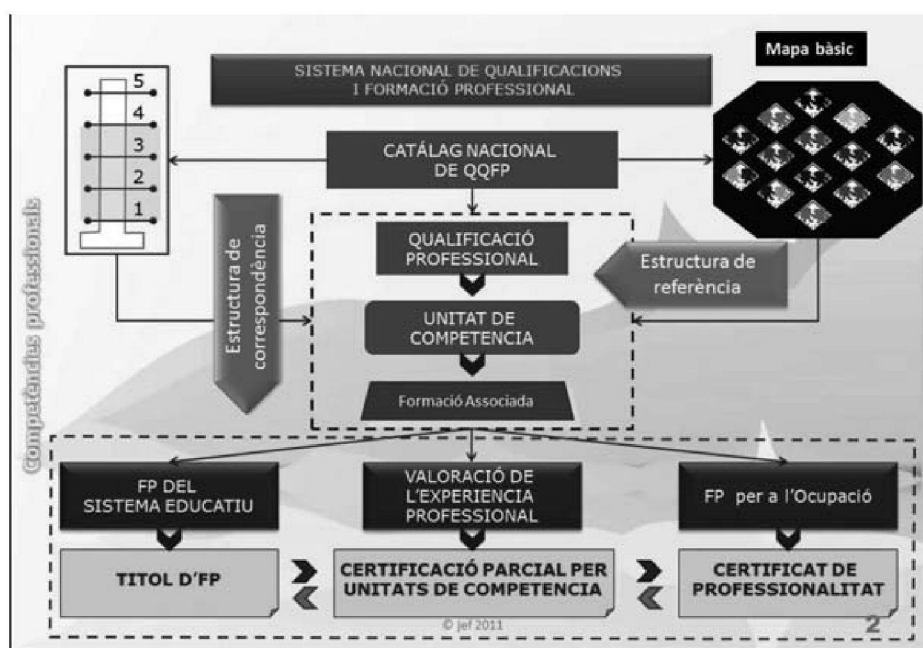 Mapa bàsic
SISTEMA NACIONAL DE QUALIFICACIONS
I FORMACIÓ PROFESSIONAL
5
4
3
2
1
CATÁLAG NACIONAL
DE QQFP
Competències professionals
Estructura de
correspondència
QUALIFICACIÓ
PROFESSIONAL
Estructura de
referència
UNITAT DE
COMPETENCIA
Formació Associada
FP DEL
SISTEMA EDUCATIU
VALORACIÓ DE
L'EXPERIENCIA
PROFESSIONAL
FP per a l'Ocupació
TITOL D'FP
CERTIFICACIÓ PARCIAL PER
UNITATS DE COMPETENCIA
CERTIFICAT DE
PROFESSIONALITAT
© jef 2011
2